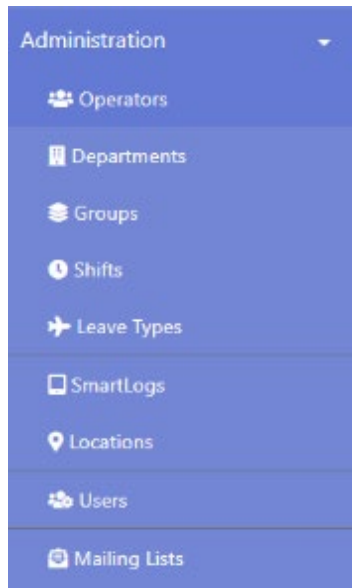 Administration
Operators
Departments
Groups
Shifts
Leave Types
SmartLogs
Locations
Users
Mailing Lists